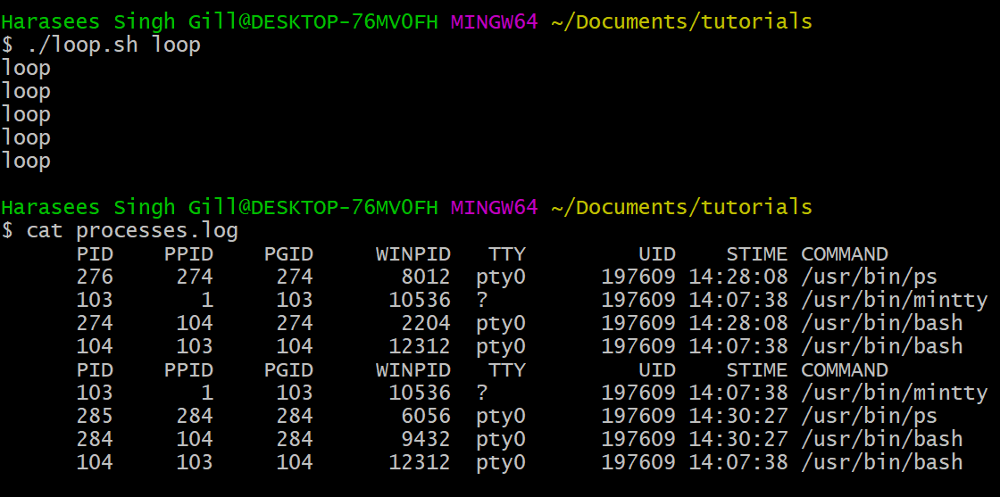 Harasees Singh Gill@DESKTOP-76MV0FH MINGW64 ~/Documents/tutorials
$ ./loop.sh loop
loop
loop
loop
loop
loop
Harasees Singh Gill@DESKTOP-76MV0FH MINGW64 ~/Documents/tutorials
$ cat processes.log
PID PPID PGID WINPID TTY UID STIME COMMAND
276 274 274 8012 pty0 197609 14:28:08 /usr/bin/ps
103 1 103 10536 ? 197609 14:07:38 /usr/bin/mintty
274 104 274 2204 pty0 197609 14:28:08 /usr/bin/bash
104 103 104 12312 pty0 197609 14:07:38 /usr/bin/bash
PID PPID PGID WINPID TTY UID STIME COMMAND
103 1 103 10536 ? 197609 14:07:38 /usr/bin/mintty
285 284 284 6056 pty0 197609 14:30:27 /usr/bin/ps
284 104 284 9432 pty0 197609 14:30:27 /usr/bin/bash
104 103 104 12312 pty0 197609 14:07:38 /usr/bin/bash